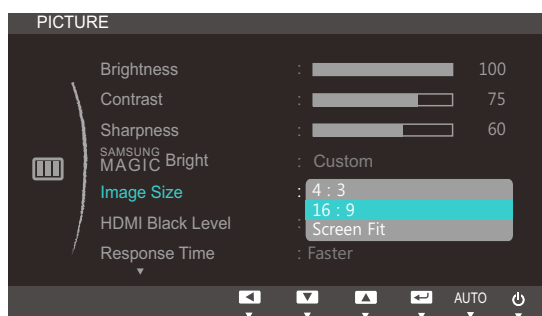 PICTURE
Brightness : 100
Contrast : 75
Sharpness : 60
SAMSUNG
MAGIC Bright : Custom
Image Size : 4 : 3
16 : 9
HDMI Black Level :
Screen Fit
Response Time : Faster
AUTO